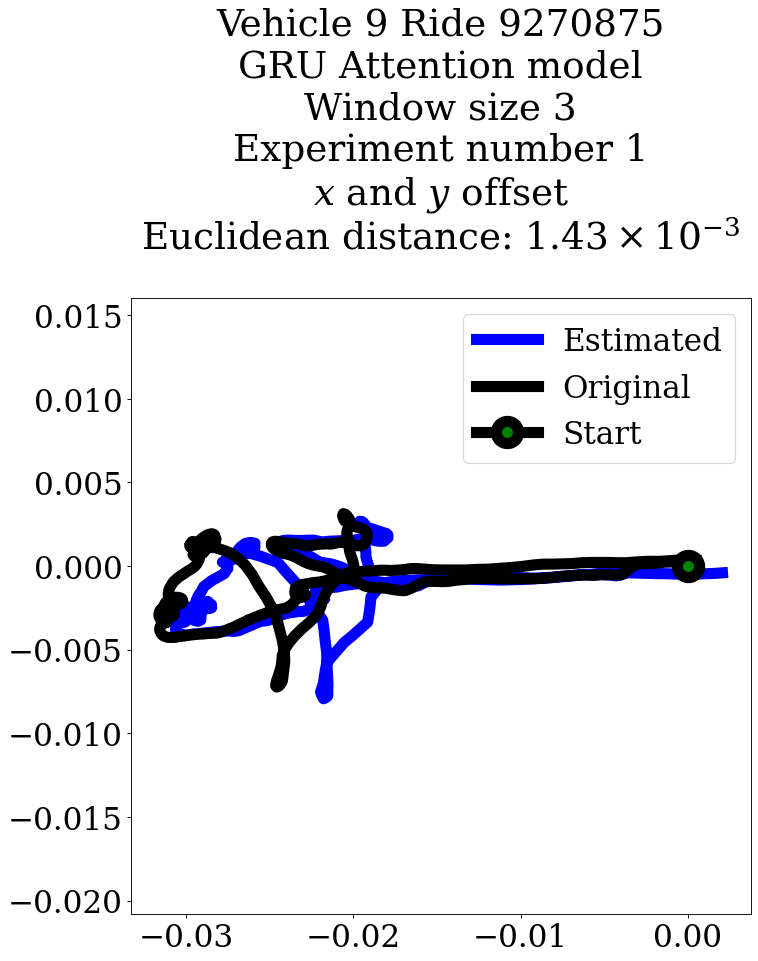 Vehicle 9 Ride 9270875
GRU Attention model
Window size 3
Experiment number 1
x and y offset
Euclidean distance: 1.43 × 10⁻³
Estimated
Original
Start
0.015
0.010
0.005
0.000
−0.005
−0.010
−0.015
−0.020
−0.03 −0.02 −0.01 0.00